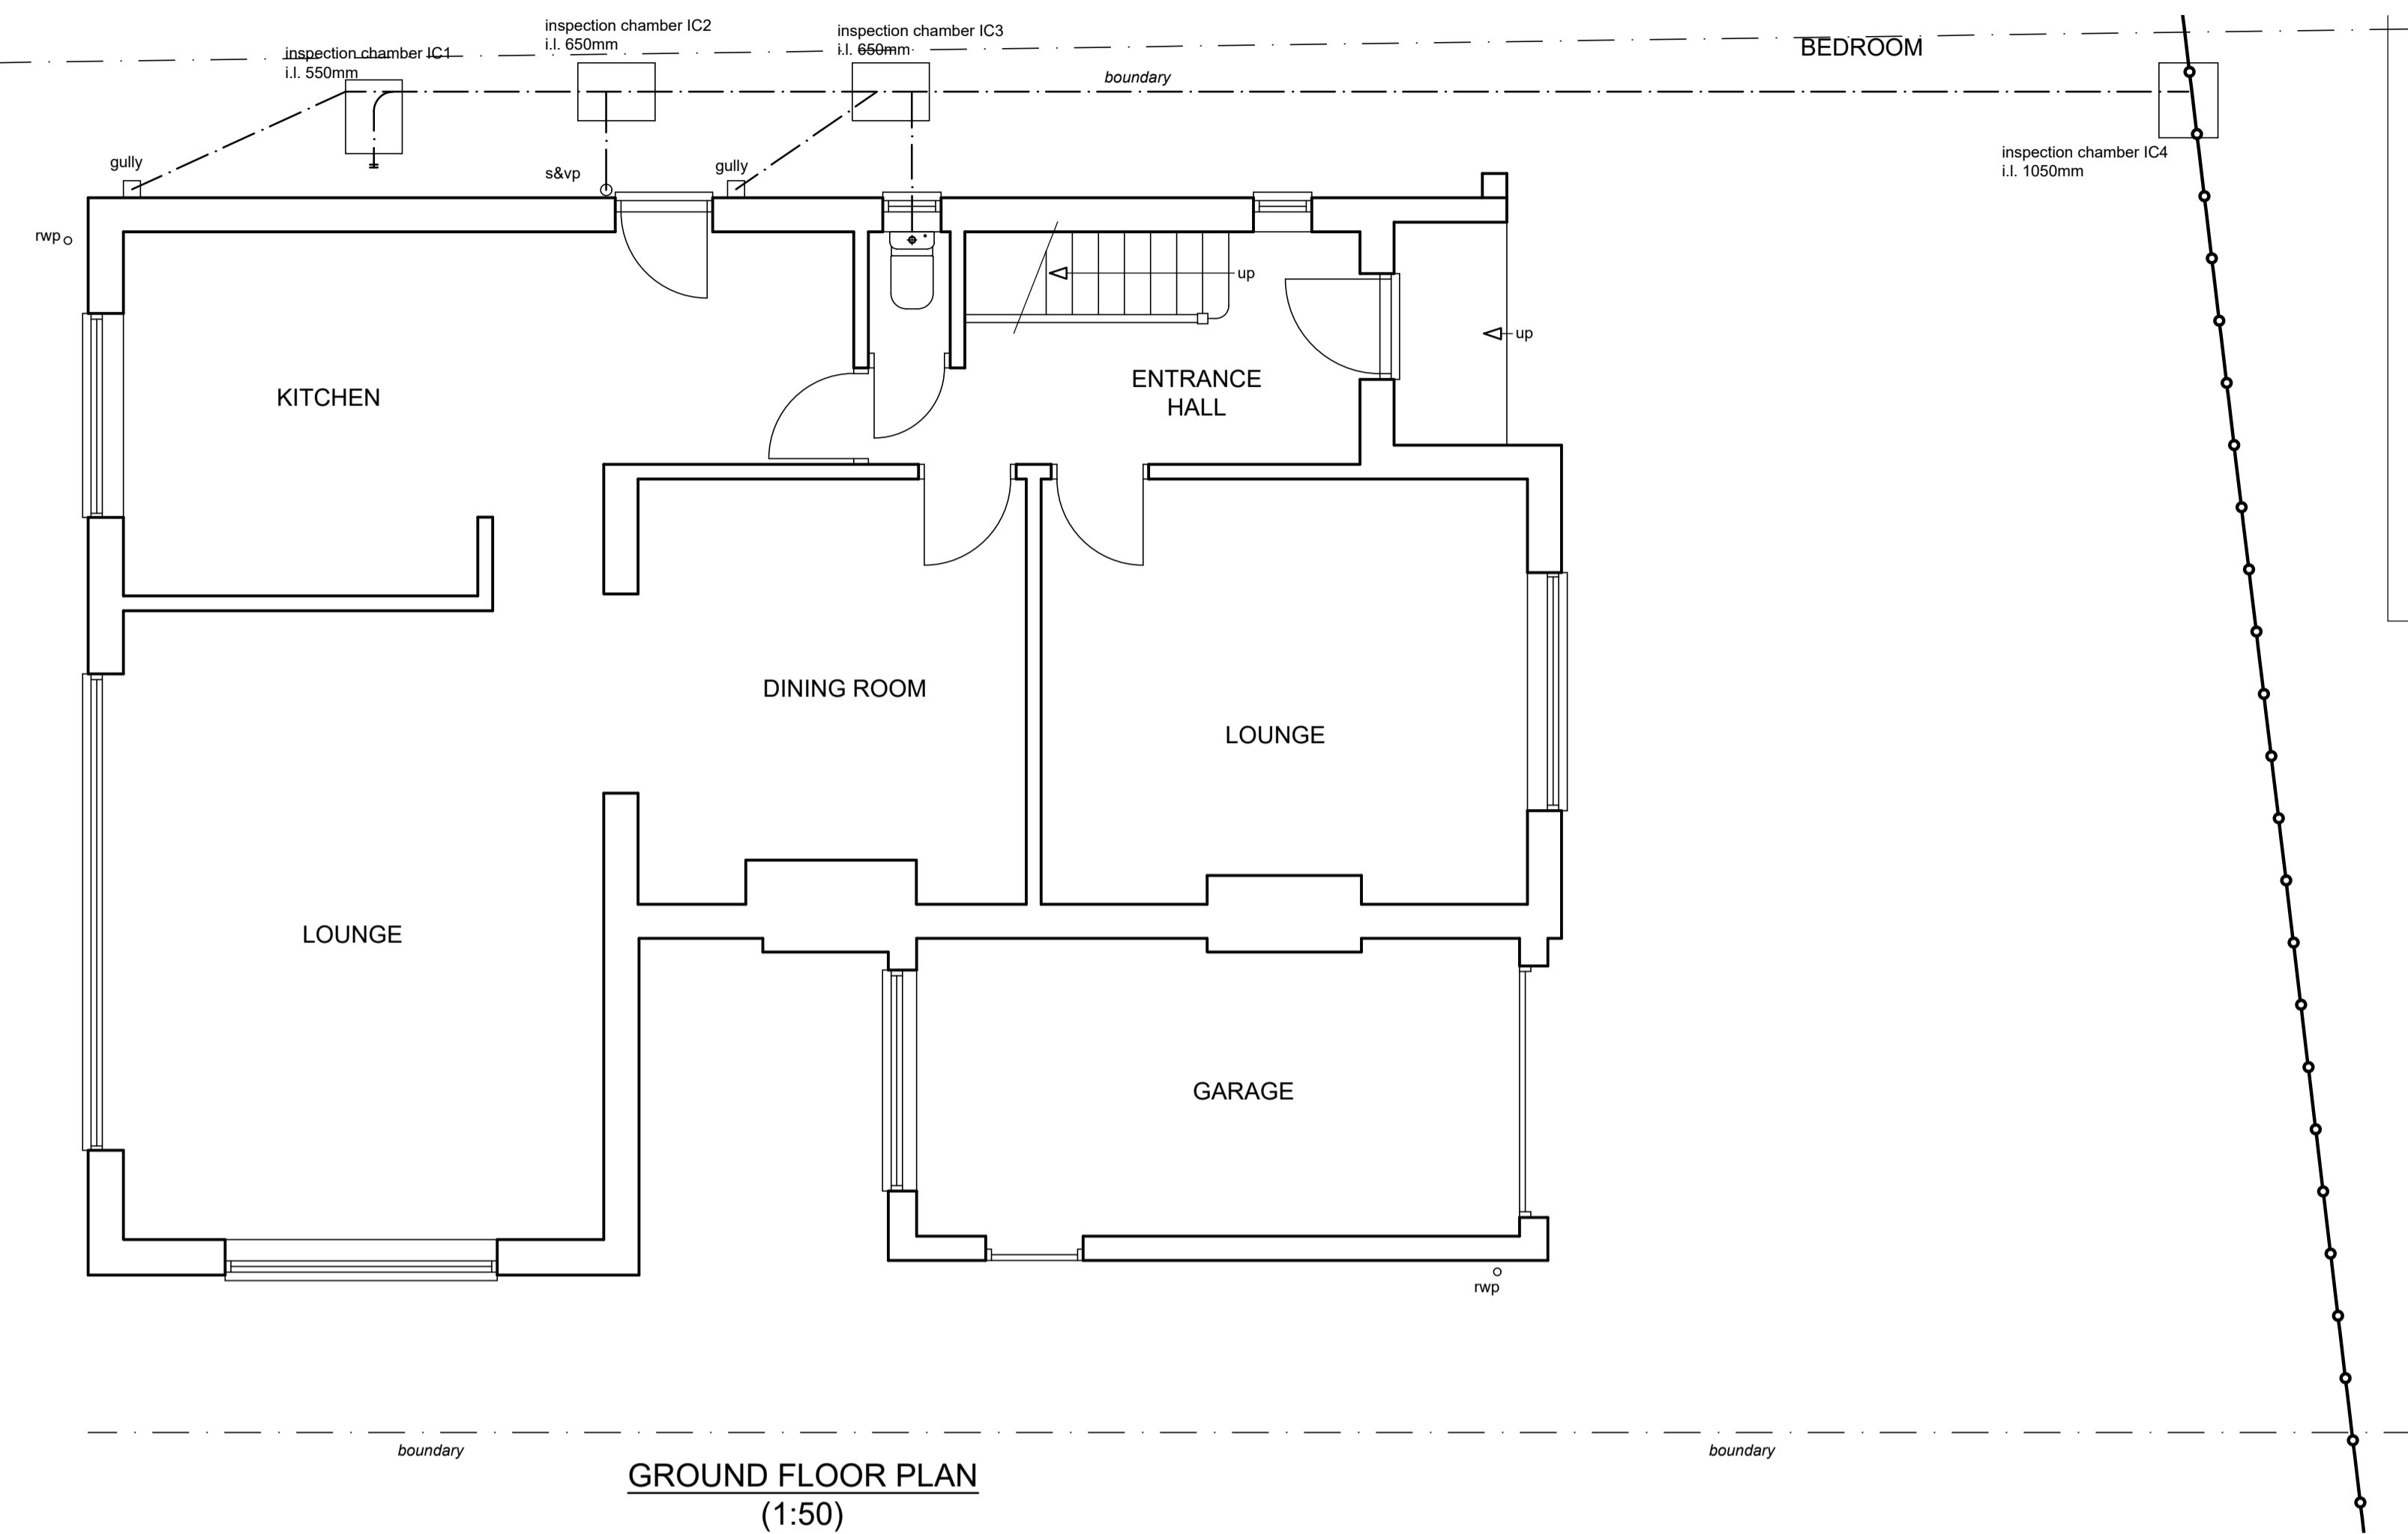 inspection chamber IC2
i.l. 650mm
inspection chamber IC3
i.l. 650mm
inspection chamber IC1
i.l. 550mm
BEDROOM
boundary
gully
s&vp
gully
inspection chamber IC4
i.l. 1050mm
rwp
up
up
KITCHEN
ENTRANCE
HALL
DINING ROOM
LOUNGE
LOUNGE
GARAGE
rwp
boundary
boundary
GROUND FLOOR PLAN
(1:50)